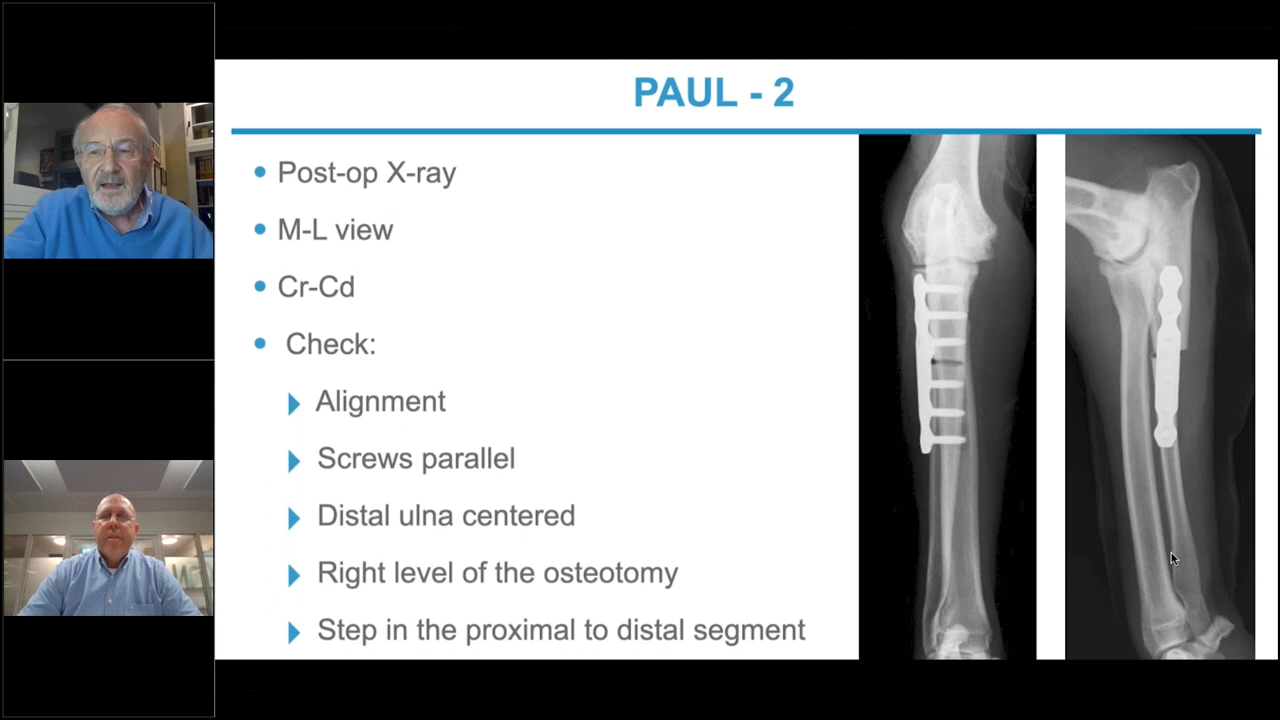 PAUL - 2
Post-op X-ray
M-L view
Cr-Cd
Check:
Alignment
Screws parallel
Distal ulna centered
Right level of the osteotomy
Step in the proximal to distal segment